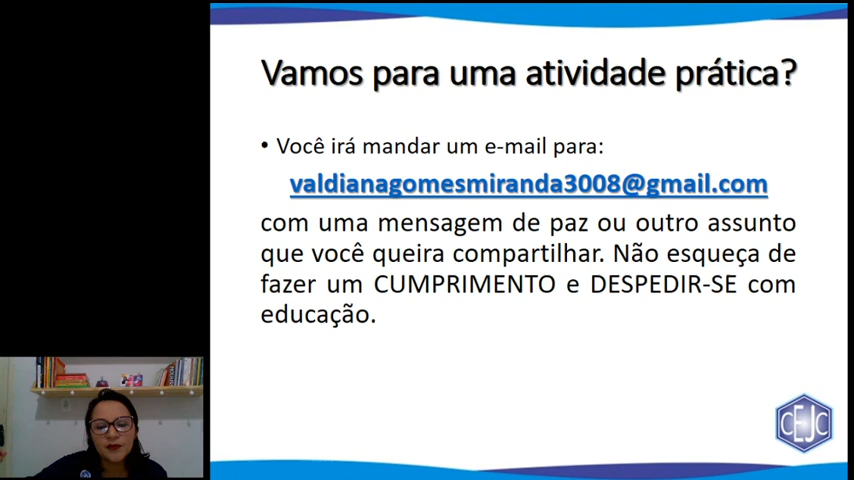 Vamos para uma atividade prática?
• Você irá mandar um e-mail para:
valdianagomesmiranda3008@gmail.com
com uma mensagem de paz ou outro assunto
que você queira compartilhar. Não esqueça de
fazer um CUMPRIMENTO e DESPEDIR-SE com
educação.
CEJC